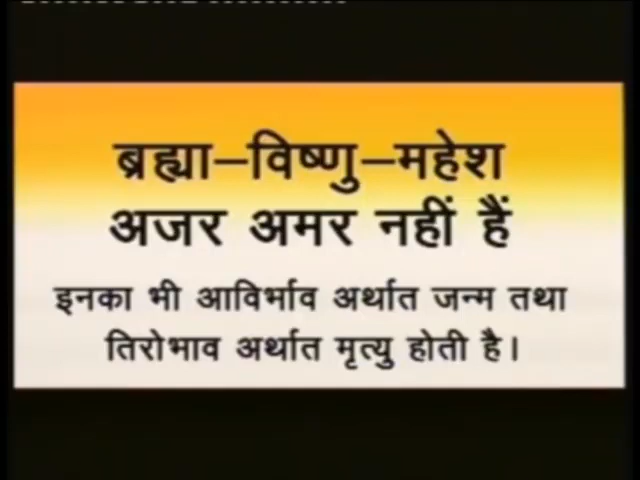 ब्रह्मा–विष्णु–महेश
अजर अमर नहीं हैं
इनका भी आविर्भाव अर्थात जन्म तथा
तिरोभाव अर्थात मृत्यु होती है।